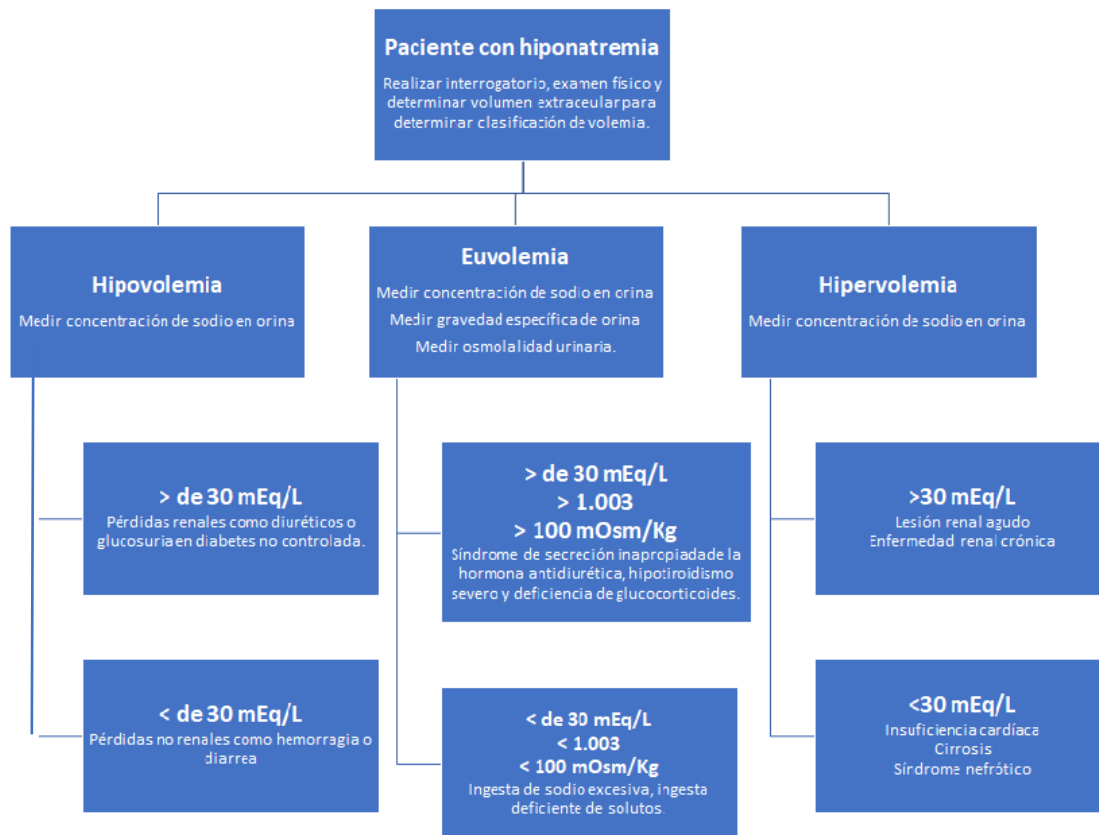 Paciente con hiponatremia
Realizar interrogatorio, examen físico y
determinar volumen extraceular para
determinar clasificación de volemia.
Hipovolemia
Medir concentración de sodio en orina
Euvolemia
Medir concentración de sodio en orina
Medir gravedad específica de orina
Medir osmolalidad urinaria.
Hipervolemia
Medir concentración de sodio en orina
> de 30 mEq/L
Pérdidas renales como diuréticos o
glucosuria en diabetes no controlada.
> de 30 mEq/L
> 1.003
> 100 mOsm/Kg
Síndrome de secreción inapropiadade la
hormona antidiurética, hipotiroidismo
severo y deficiencia de glucocorticoides.
>30 mEq/L
Lesión renal agudo
Enfermedad renal crónica
< de 30 mEq/L
Pérdidas no renales como hemorragia o
diarrea
< de 30 mEq/L
< 1.003
< 100 mOsm/Kg
Ingesta de sodio excesiva, ingesta
deficiente de solutos.
<30 mEq/L
Insuficiencia cardíaca
Cirrosis
Síndrome nefrótico